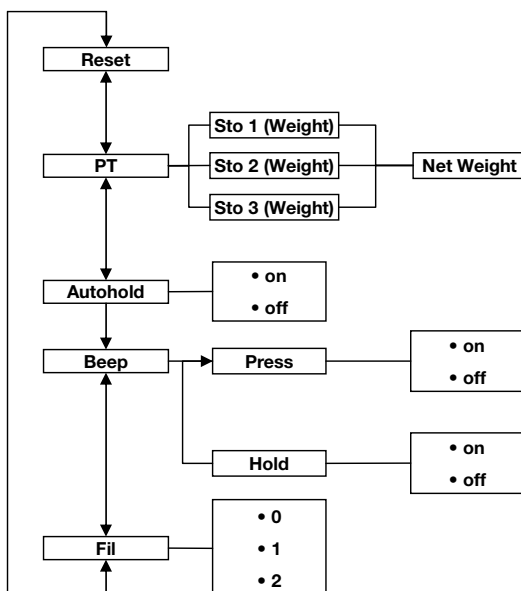 Reset
Sto 1 (Weight)
PT
Sto 2 (Weight)
Net Weight
Sto 3 (Weight)
Autohold
• on
• off
Beep
Press
• on
• off
Hold
• on
• off
Fil
• 0
• 1
• 2